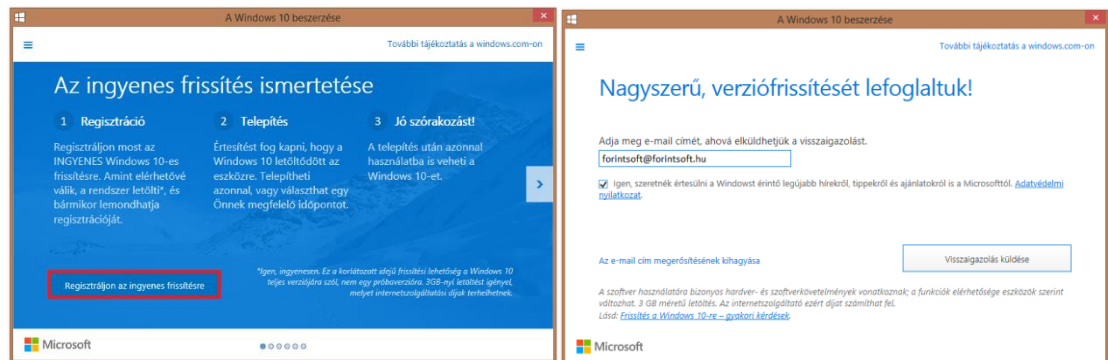 A Windows 10 beszerzése
További tájékoztatás a windows.com-on
Az ingyenes frissítés ismertetése
1 Regisztráció
Regisztráljon most az
INGYENES Windows 10-es
frissítésre. Amint elérhetővé
válik, a rendszer letölti*, és
bármikor lemondhatja
regisztrációját.
2 Telepítés
Értesítést fog kapni, hogy a
Windows 10 letöltődött az
eszközre. Telepítheti
azonnal, vagy választhat egy
Önnek megfelelő időpontot.
3 Jó szórakozást!
A telepítés után azonnal
használatba is veheti a
Windows 10-et.
Regisztráljon az ingyenes frissítésre
*Igen, ingyenesen. Ez a korlátozott idejű frissítési lehetőség a Windows 10
teljes verziójára szól, nem egy próbaverzióra. 3GB-nyi letöltést igényel,
melyet internetszolgáltatási díjak terhelhetnek.
Microsoft
A Windows 10 beszerzése
További tájékoztatás a windows.com-on
Nagyszerű, verziófrissítését lefoglaltuk!
Adja meg e-mail címét, ahová elküldhetjük a visszaigazolást.
forintsoft@forintsoft.hu
Igen, szeretnék értesülni a Windowst érintő legújabb hírekről, tippekről és ajánlatokról is a Microsofttól. Adatvédelmi
nyilatkozat.
Az e-mail cím megerősítésének kihagyása
Visszaigazolás küldése
A szoftver használatára bizonyos hardver- és szoftverkövetelmények vonatkoznak; a funkciók elérhetősége eszközök szerint
változhat. 3 GB méretű letöltés. Az internetszolgáltató ezért díjat számíthat fel.
Lásd: Frissítés a Windows 10-re – gyakori kérdések.
Microsoft